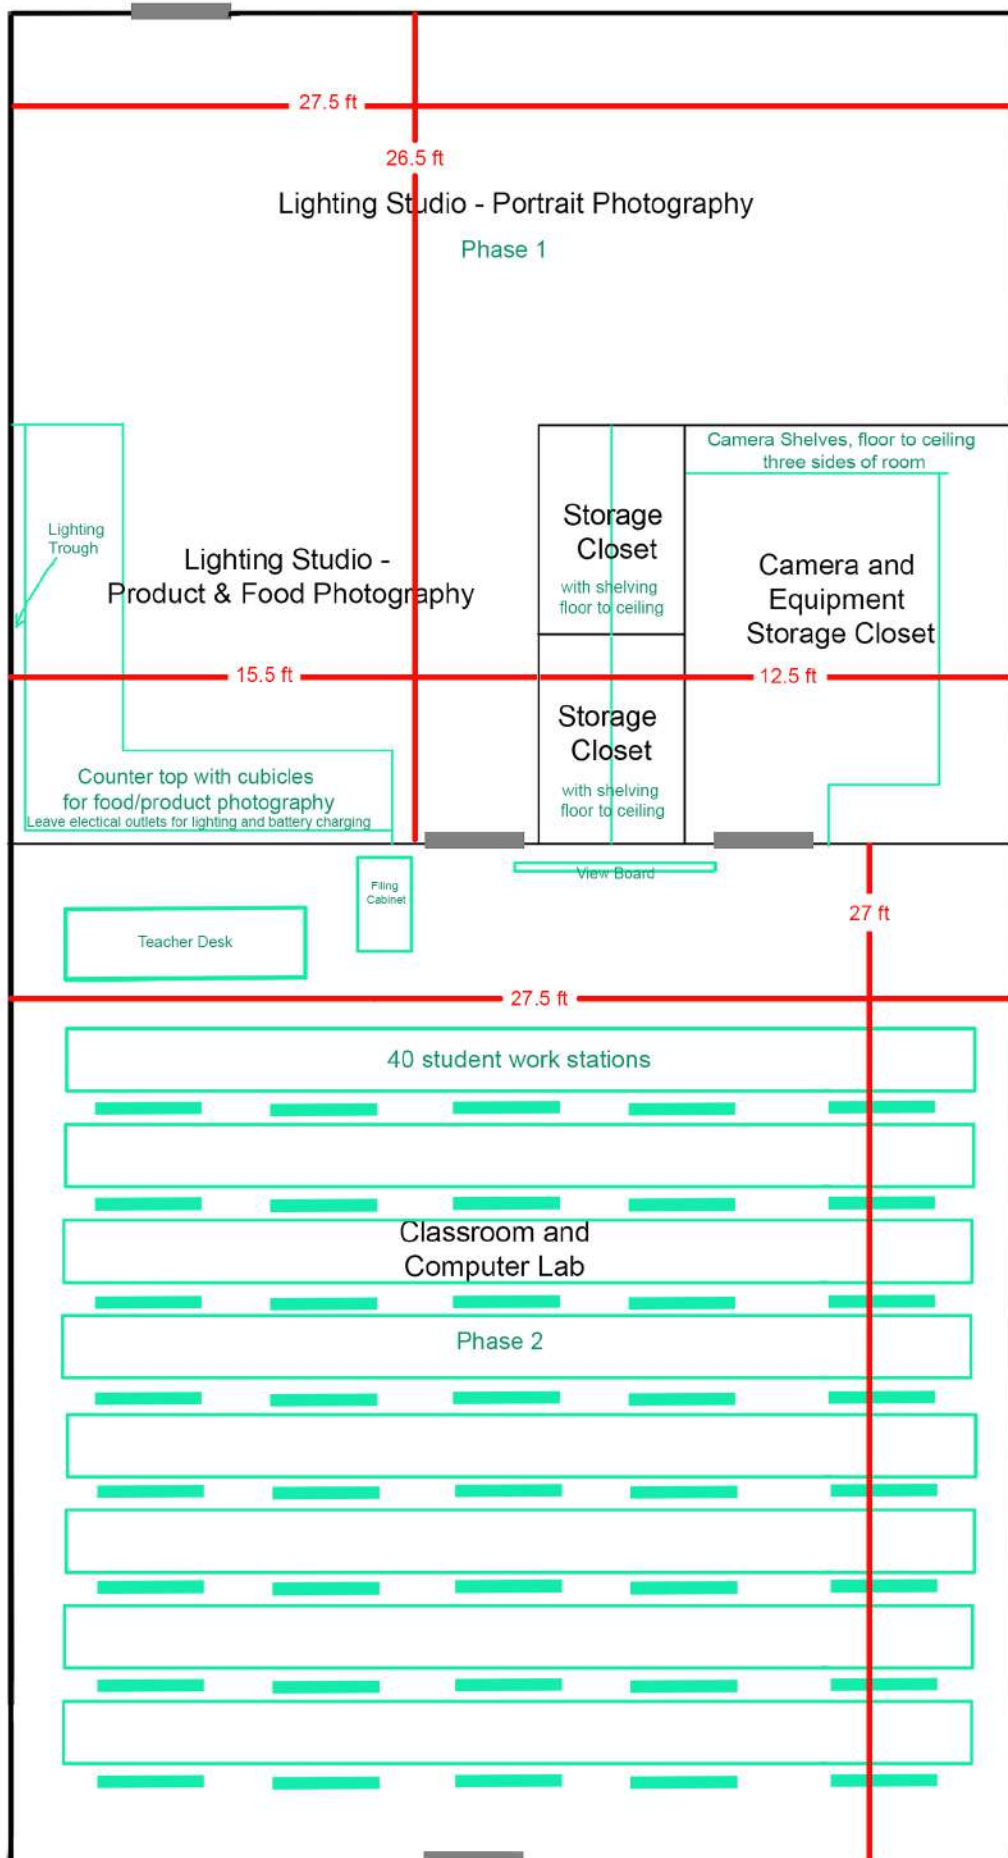 27.5 ft
26.5 ft
Lighting Studio - Portrait Photography
Phase 1
Camera Shelves, floor to ceiling
three sides of room
Lighting
Trough
Lighting Studio -
Product & Food Photography
Storage
Closet
with shelving
floor to ceiling
Camera and
Equipment
Storage Closet
15.5 ft
12.5 ft
Storage
Closet
with shelving
floor to ceiling
Counter top with cubicles
for food/product photography
Leave electical outlets for lighting and battery charging
View Board
Filing
Cabinet
Teacher Desk
27 ft
27.5 ft
40 student work stations
Classroom and
Computer Lab
Phase 2